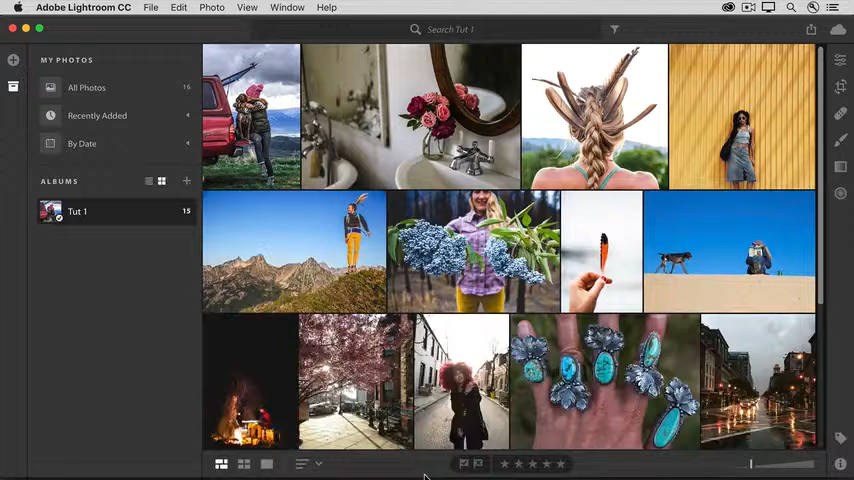 Adobe Lightroom CC File Edit Photo View Window Help
Search Tut 1
MY PHOTOS
All Photos 16
Recently Added
By Date
ALBUMS
Tut 1 15